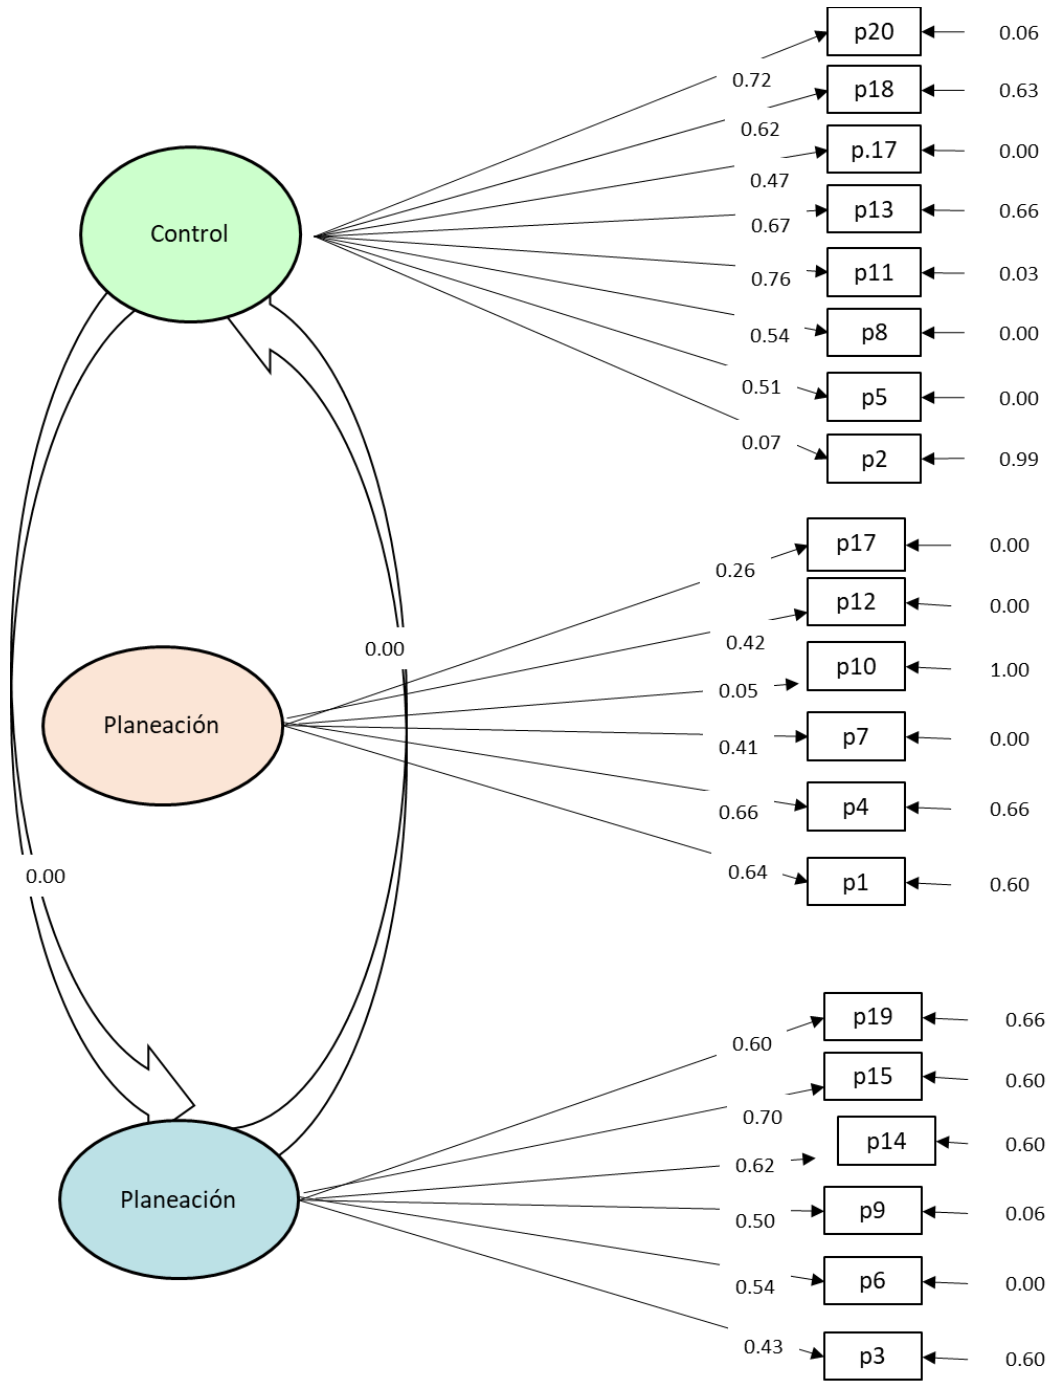 p20 0.06
0.72
p18 0.63
0.62
p.17 0.00
0.47
p13 0.66
0.67
Control
p11 0.03
0.76
p8 0.00
0.54
p5 0.00
0.51
p2 0.99
0.07
p17 0.00
0.26
p12 0.00
0.42
0.00
p10 1.00
0.05
Planeación
p7 0.00
0.41
p4 0.66
0.66
p1 0.60
0.64
0.00
p19 0.66
0.60
p15 0.60
0.70
p14 0.60
0.62
Planeación
p9 0.06
0.50
p6 0.00
0.54
p3 0.60
0.43